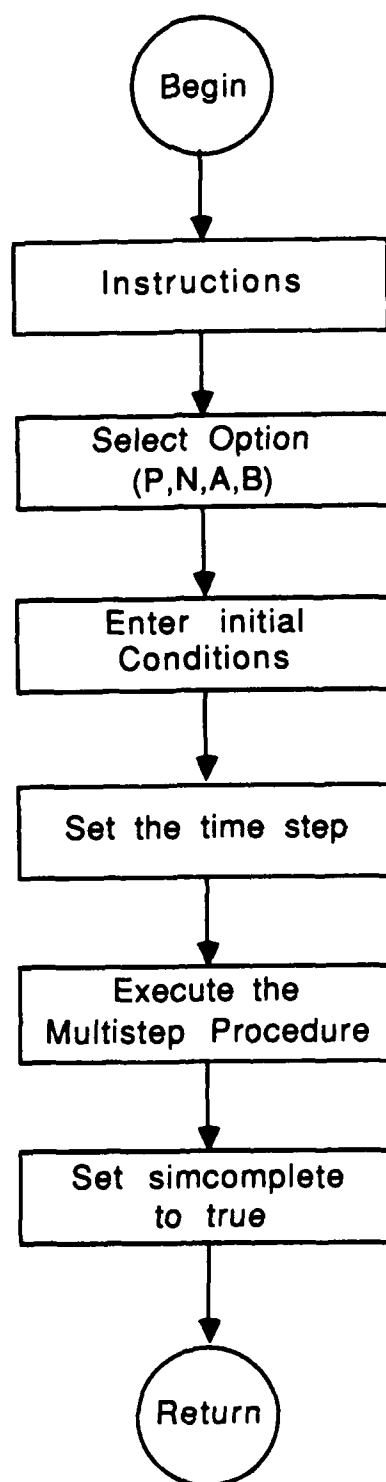 Begin
Instructions
Select Option
(P,N,A,B)
Enter initial
Conditions
Set the time step
Execute the
Multistep Procedure
Set simcomplete
to true
Return